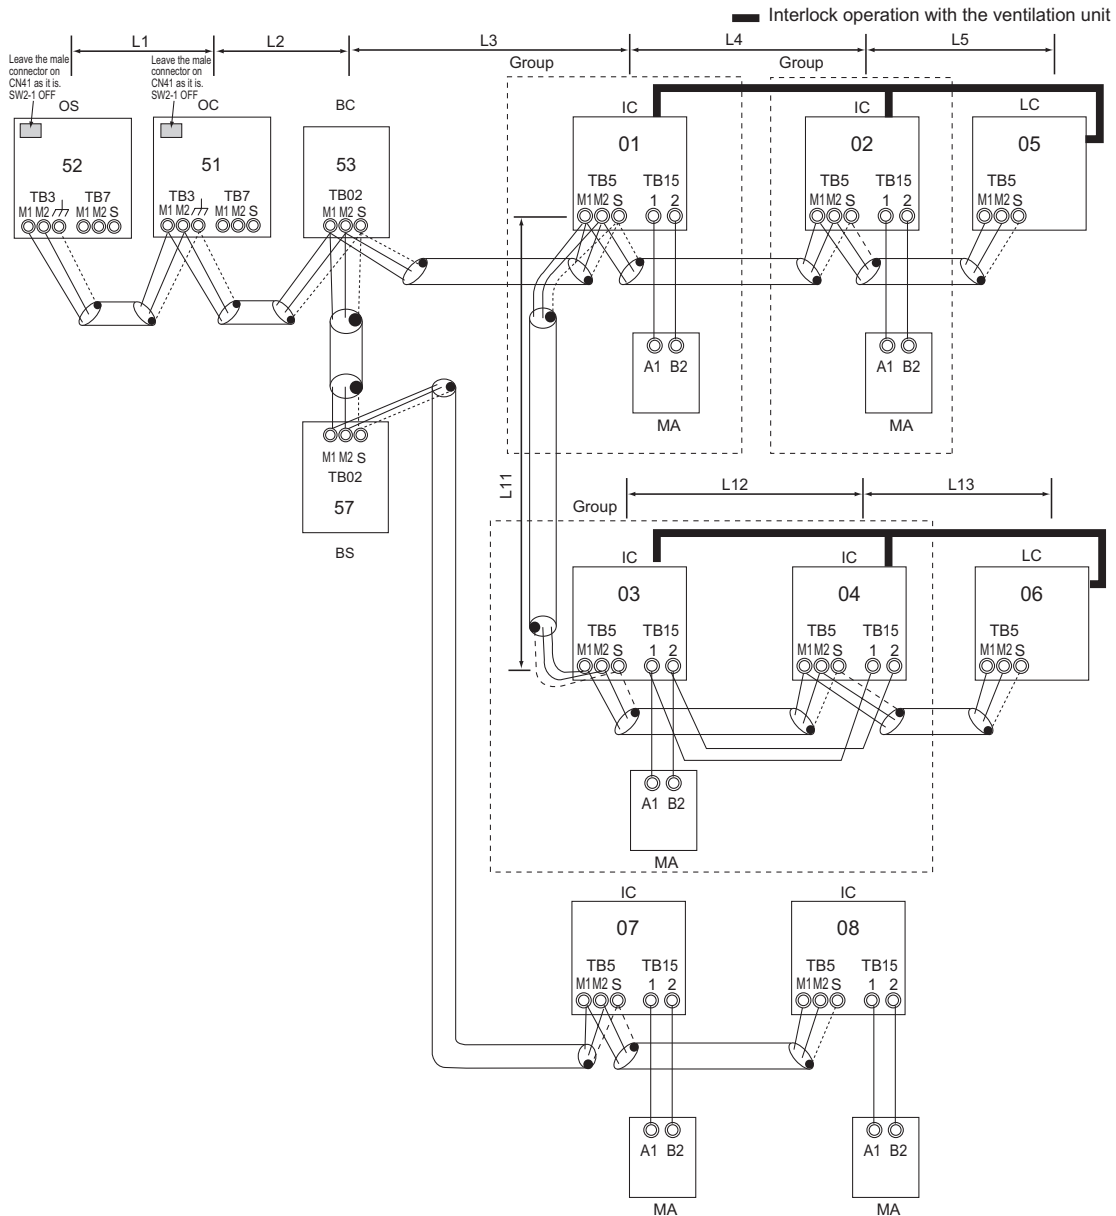 Interlock operation with the ventilation unit
L1 L2 L3 L4 L5
Leave the male
connector on
CN41 as it is.
SW2-1 OFF
Leave the male
connector on
CN41 as it is.
SW2-1 OFF
Group Group
OS OC BC IC IC LC
52 51 53 01 02 05
TB3 TB7 TB3 TB7 TB02 TB5 TB15 TB5 TB15 TB5
M1 M2 M1 M2 S M1 M2 M1 M2 S M1 M2 S M1 M2 S 1 2 M1 M2 S 1 2 M1 M2 S
A1 B2 A1 B2
MA MA
M1 M2 S
TB02
57
BS
L11
L12 L13
Group
IC IC LC
03 04 06
TB5 TB15 TB5 TB15 TB5
M1 M2 S 1 2 M1 M2 S 1 2 M1 M2 S
A1 B2
MA
IC IC
07 08
TB5 TB15 TB5 TB15
M1 M2 S 1 2 M1 M2 S 1 2
A1 B2 A1 B2
MA MA